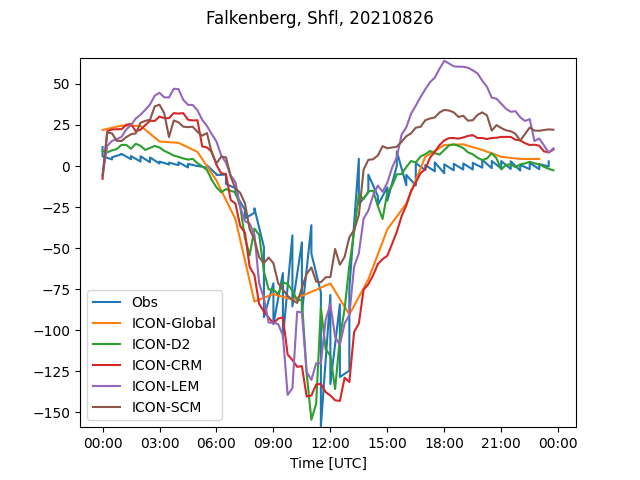 Falkenberg, Shfl, 20210826
50
25
0
−25
−50
−75
−100
−125
−150
Obs
ICON-Global
ICON-D2
ICON-CRM
ICON-LEM
ICON-SCM
00:00 03:00 06:00 09:00 12:00 15:00 18:00 21:00 00:00
Time [UTC]